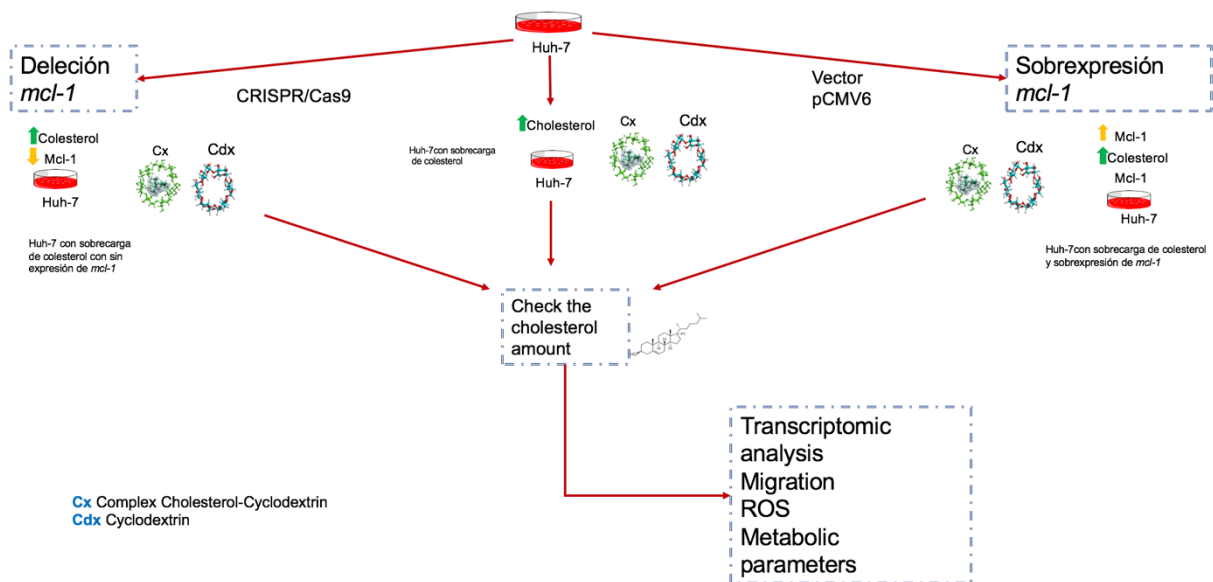 Huh-7
Deleción
mcl-1
CRISPR/Cas9
Vector
pCMV6
Sobrexpresión
mcl-1
Colesterol
Mcl-1
Huh-7
Cx
Cdx
Huh-7 con sobrecarga
de colesterol con sin
expresión de mcl-1
Cholesterol
Huh-7con sobrecarga
de colesterol
Huh-7
Cx
Cdx
Cx
Cdx
Mcl-1
Colesterol
Mcl-1
Huh-7
Huh-7con sobrecarga de colesterol
y sobrexpresión de mcl-1
Check the
cholesterol
amount
Transcriptomic
analysis
Migration
ROS
Metabolic
parameters
Cx Complex Cholesterol-Cyclodextrin
Cdx Cyclodextrin